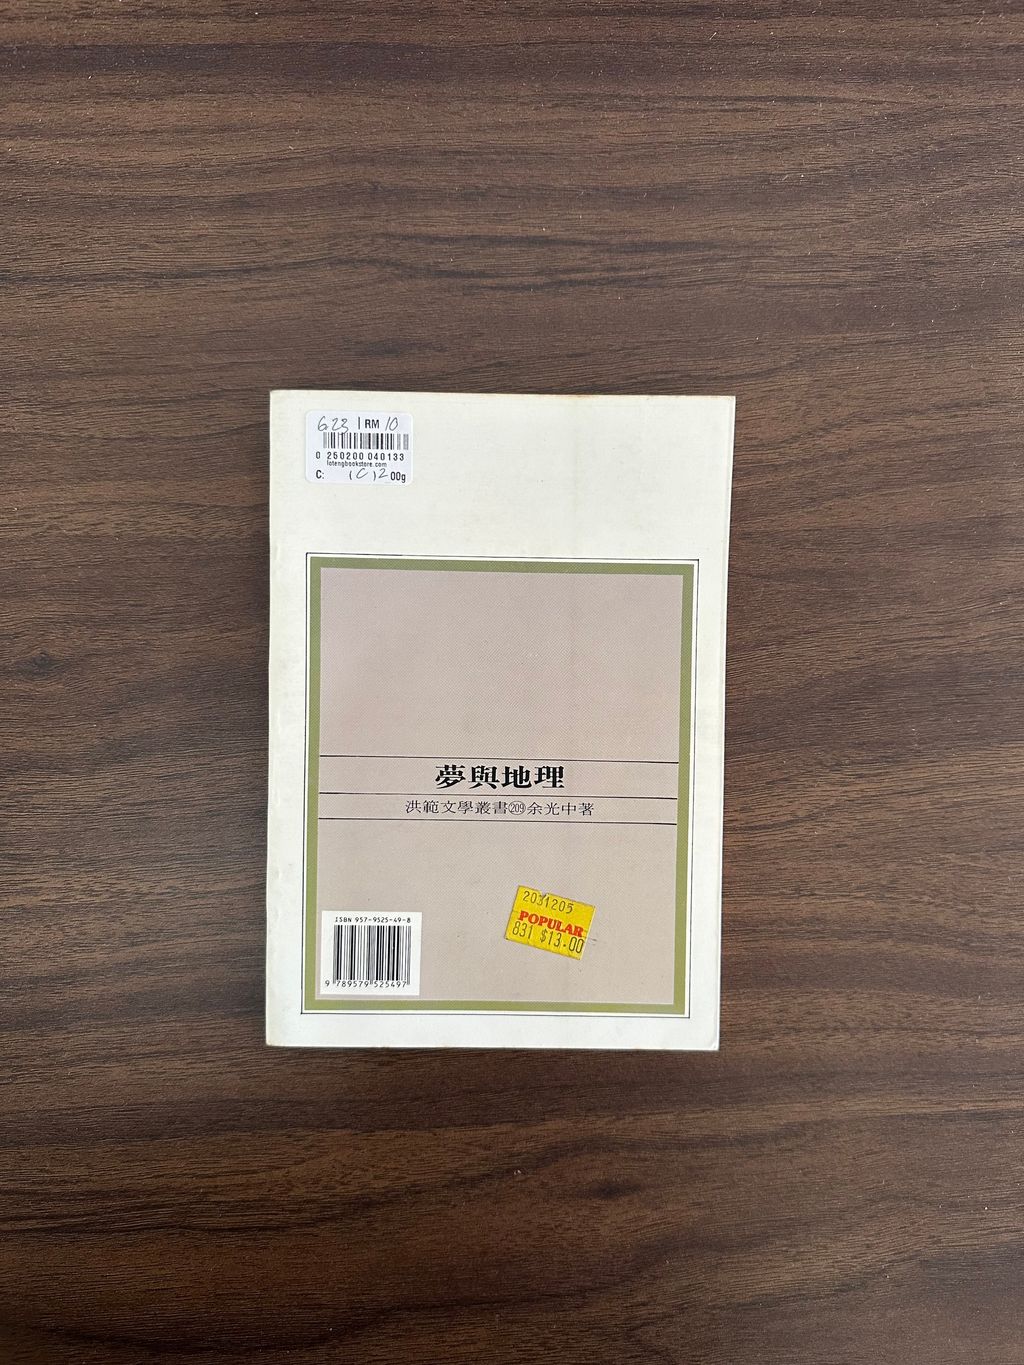 G23 | RM 10
0 250200 040133
lotengbookstore.com
C: 1C12 00g
夢與地理
洪範文學叢書209余光中著
2031205
POPULAR
831 $13.00
ISBN 957-9525-49-8
9 789579 525497